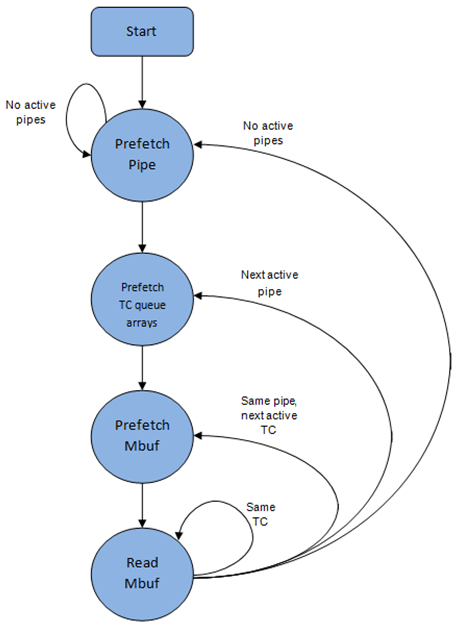 Start
No active
pipes
No active
pipes
Prefetch
Pipe
Next active
pipe
Prefetch
TC queue
arrays
Same pipe,
next active
TC
Prefetch
Mbuf
Same
TC
Read
Mbuf